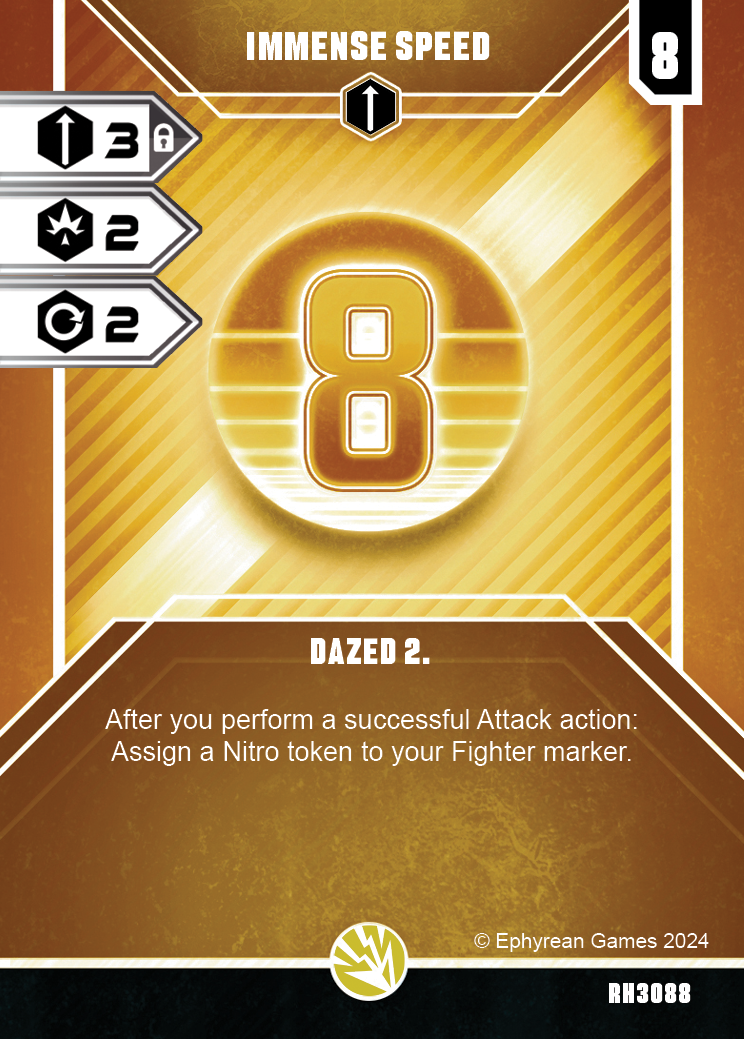 IMMENSE SPEED
8
3
2
2
8
DAZED 2.
After you perform a successful Attack action:
Assign a Nitro token to your Fighter marker.
© Ephyrean Games 2024
RH3088